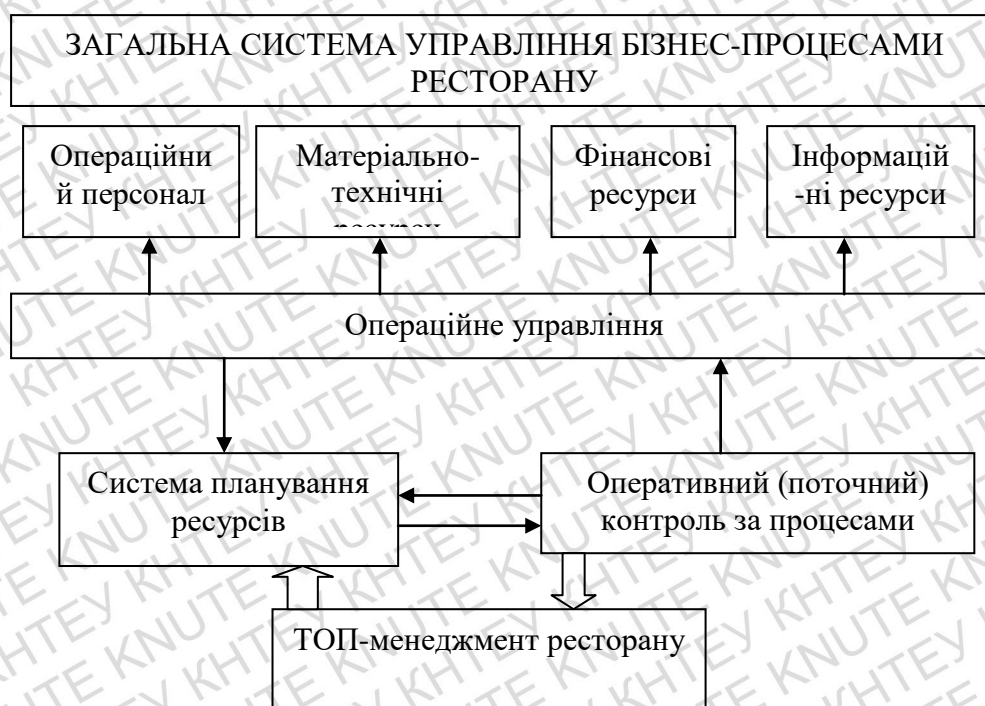 ЗАГАЛЬНА СИСТЕМА УПРАВЛІННЯ БІЗНЕС-ПРОЦЕСАМИ
РЕСТОРАНУ
Операційни
й персонал
Матеріально-
технічні
ресурси
Фінансові
ресурси
Інформацій
-ні ресурси
Операційне управління
Система планування
ресурсів
Оперативний (поточний)
контроль за процесами
ТОП-менеджмент ресторану